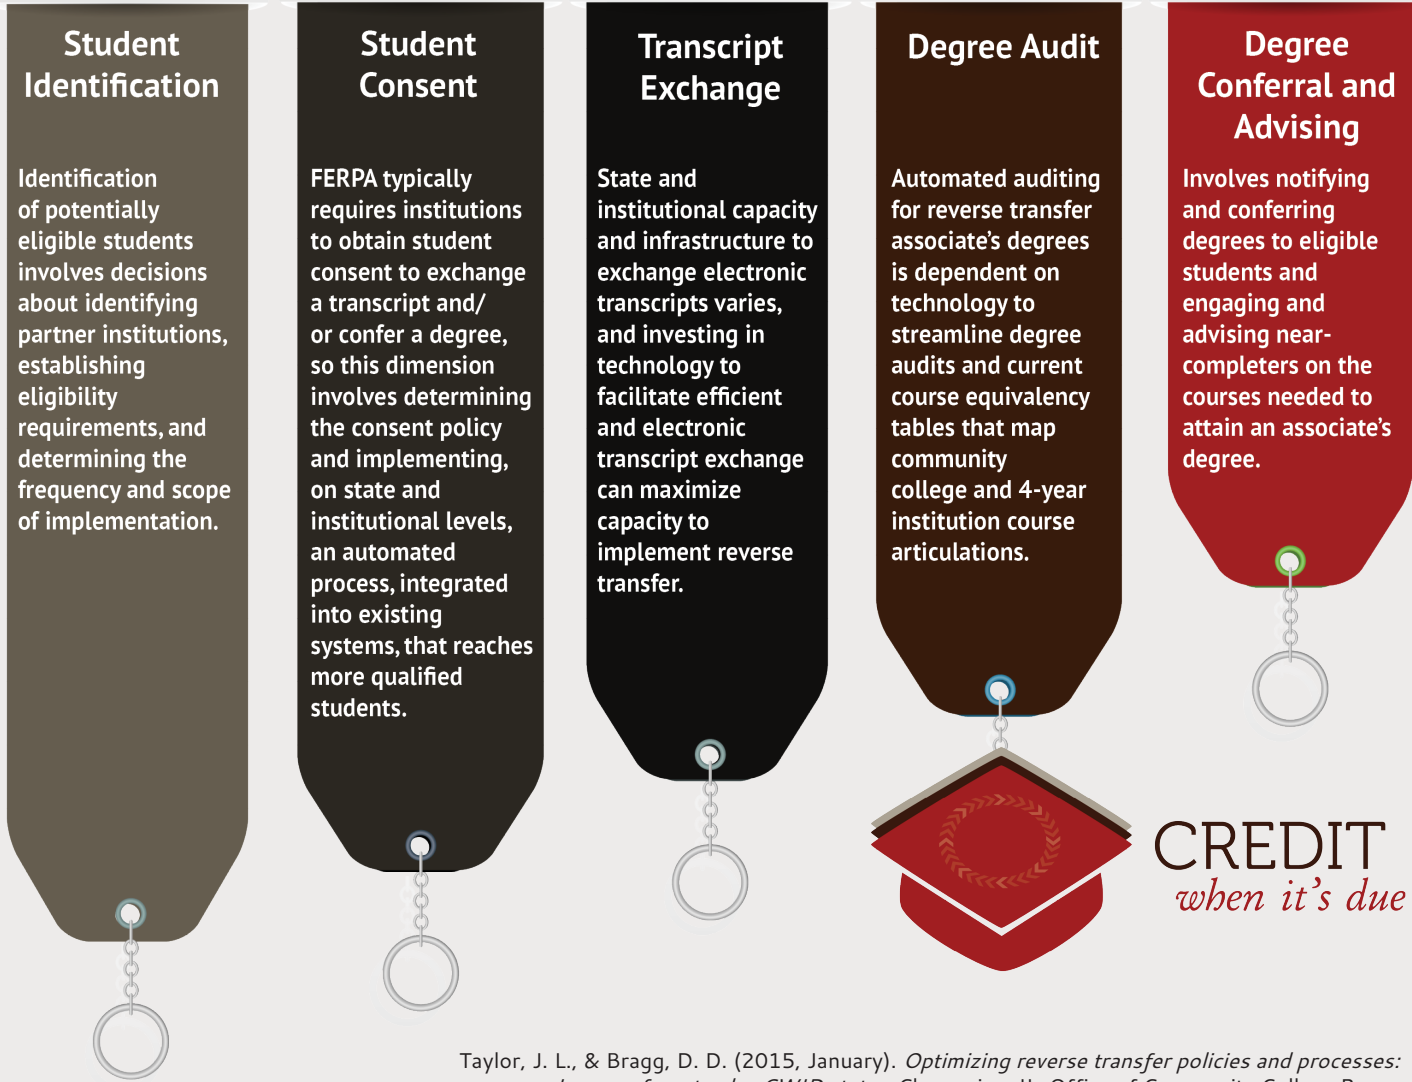 Student
Identification
Identification
of potentially
eligible students
involves decisions
about identifying
partner institutions,
establishing
eligibility
requirements, and
determining the
frequency and scope
of implementation.
Student
Consent
FERPA typically
requires institutions
to obtain student
consent to exchange
a transcript and/
or confer a degree,
so this dimension
involves determining
the consent policy
and implementing,
on state and
institutional levels,
an automated
process, integrated
into existing
systems, that reaches
more qualified
students.
Transcript
Exchange
State and
institutional capacity
and infrastructure to
exchange electronic
transcripts varies,
and investing in
technology to
facilitate efficient
and electronic
transcript exchange
can maximize
capacity to
implement reverse
transfer.
Degree Audit
Automated auditing
for reverse transfer
associate’s degrees
is dependent on
technology to
streamline degree
audits and current
course equivalency
tables that map
community
college and 4-year
institution course
articulations.
Degree
Conferral and
Advising
Involves notifying
and conferring
degrees to eligible
students and
engaging and
advising near-
completers on the
courses needed to
attain an associate’s
degree.
CREDIT
when it’s due
Taylor, J. L., & Bragg, D. D. (2015, January). Optimizing reverse transfer policies and processes: